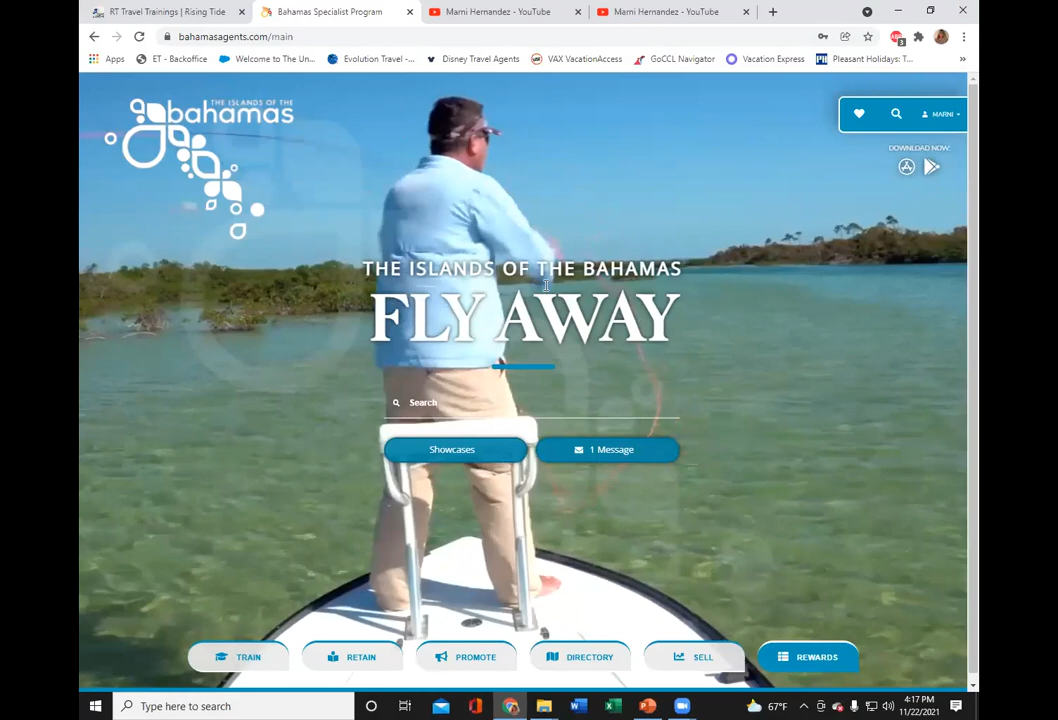 RT Travel Trainings | Rising Tide
Bahamas Specialist Program
Marni Hernandez - YouTube
Marni Hernandez - YouTube
bahamasagents.com/main
3
Apps
ET - Backoffice
Welcome to The Un...
Evolution Travel -...
Disney Travel Agents
VAX VacationAccess
GoCCL Navigator
Vacation Express
Pleasant Holidays: T...
THE ISLANDS OF THE
bahamas
MARNI
DOWNLOAD NOW:
THE ISLANDS OF THE BAHAMAS
FLY AWAY
Search
Showcases
1 Message
TRAIN
RETAIN
PROMOTE
DIRECTORY
SELL
REWARDS
Type here to search
67°F
4:17 PM
11/22/2021